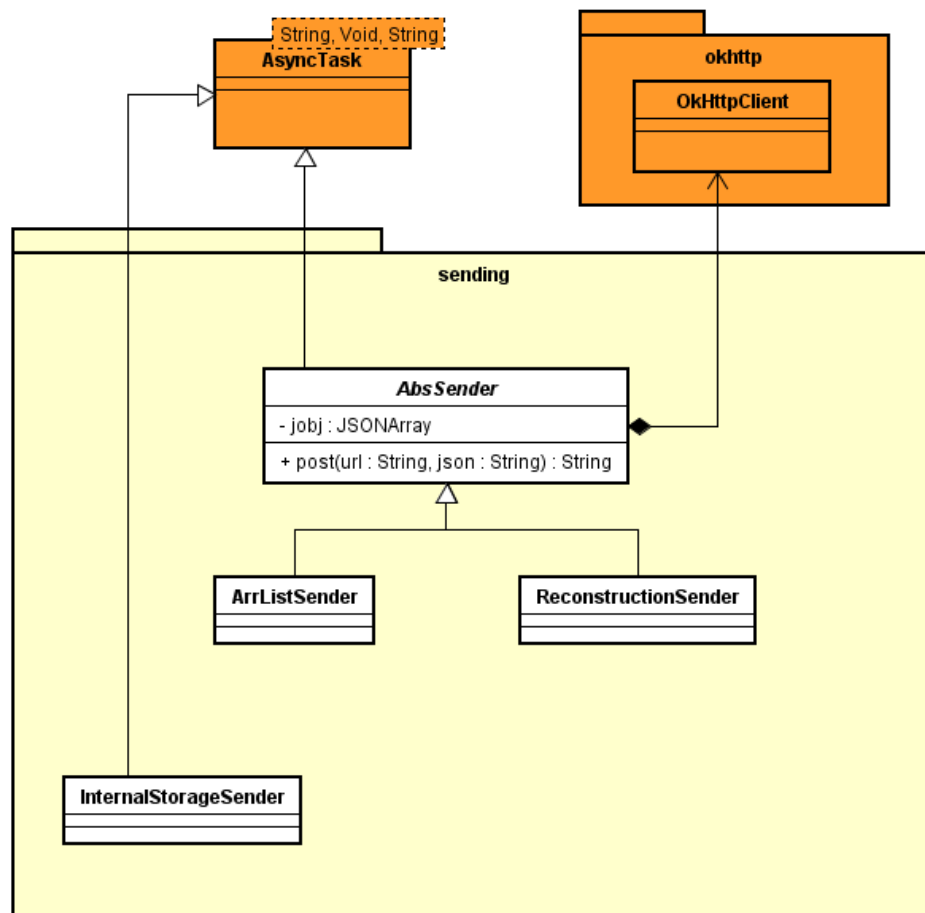 String, Void, String
AsyncTask
okhttp
OkHttpClient
sending
AbsSender
- jobj : JSONArray
+ post(url : String, json : String) : String
ArrListSender
ReconstructionSender
InternalStorageSender